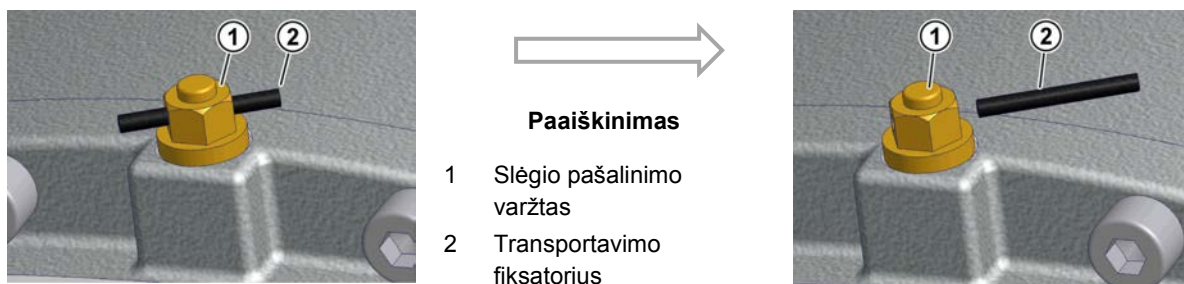 1
2
1
2
Paaiškinimas
1 Slėgio pašalinimo
varžtas
2 Transportavimo
fiksatorius